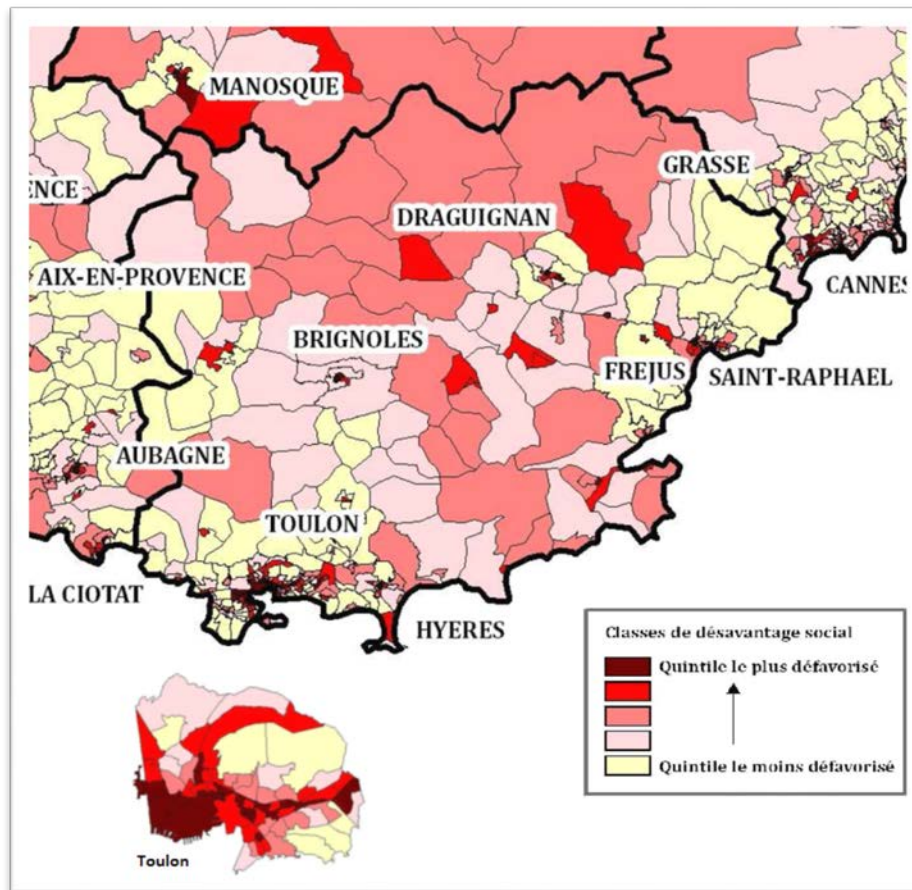 MANOSQUE
GRASSE
ENCE
DRAGUIGNAN
AIX-EN-PROVENCE
CANNES
BRIGNOLES
FREJUS
SAINT-RAPHAEL
AUBAGNE
TOULON
LA CIOTAT
HYERES
Classes de désavantage social
Quintile le plus défavorisé
Quintile le moins défavorisé
Toulon